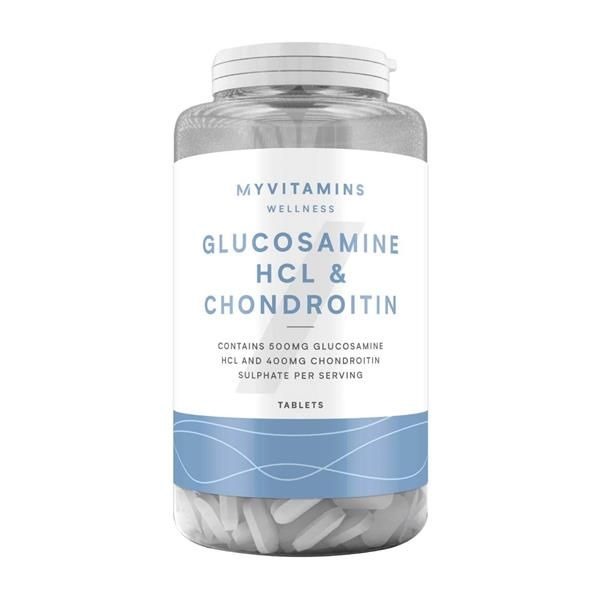 MYVITAMINS
WELLNESS
GLUCOSAMINE
HCL &
CHONDROITIN
CONTAINS 500MG GLUCOSAMINE
HCL AND 400MG CHONDROITIN
SULPHATE PER SERVING
TABLETS